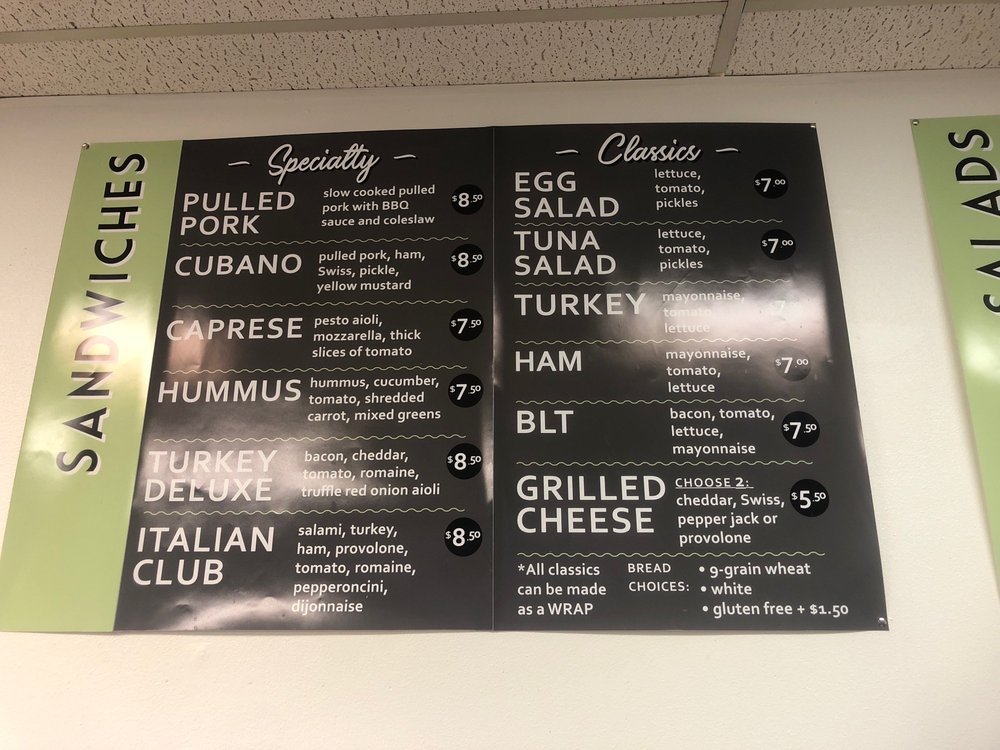 SANDWICHES
Specialty
PULLED
PORK
slow cooked pulled
pork with BBQ
sauce and coleslaw
$8.50
CUBANO
pulled pork, ham,
Swiss, pickle,
yellow mustard
$8.50
CAPRESE
pesto aioli,
mozzarella, thick
slices of tomato
$7.50
HUMMUS
hummus, cucumber,
tomato, shredded
carrot, mixed greens
$7.50
TURKEY
DELUXE
bacon, cheddar,
tomato, romaine,
truffle red onion aioli
$8.50
ITALIAN
CLUB
salami, turkey,
ham, provolone,
tomato, romaine,
pepperoncini,
dijonnaise
$8.50
Classics
EGG
SALAD
lettuce,
tomato,
pickles
$7.00
TUNA
SALAD
lettuce,
tomato,
pickles
$7.00
TURKEY
mayonnaise,
tomato,
lettuce
$7.00
HAM
mayonnaise,
tomato,
lettuce
$7.00
BLT
bacon, tomato,
lettuce,
mayonnaise
$7.50
GRILLED
CHEESE
CHOOSE 2:
cheddar, Swiss,
pepper jack or
provolone
$5.50
*All classics
can be made
as a WRAP
BREAD
CHOICES:
• 9-grain wheat
• white
• gluten free + $1.50
SALADS